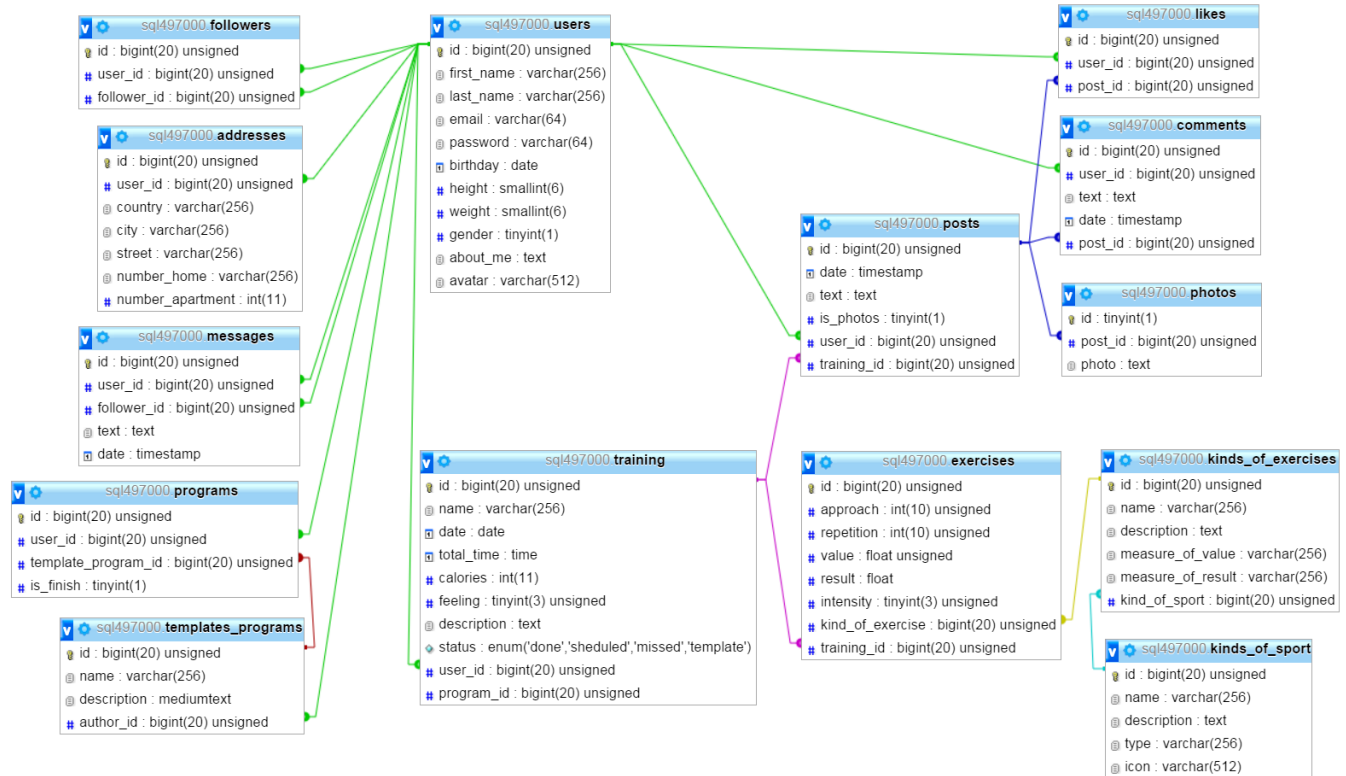 sql497000.followers
id : bigint(20) unsigned
user_id : bigint(20) unsigned
follower_id : bigint(20) unsigned
sql497000.addresses
id : bigint(20) unsigned
user_id : bigint(20) unsigned
country : varchar(256)
city : varchar(256)
street : varchar(256)
number_home : varchar(256)
number_apartment : int(11)
sql497000.messages
id : bigint(20) unsigned
user_id : bigint(20) unsigned
follower_id : bigint(20) unsigned
text : text
date : timestamp
sql497000.programs
id : bigint(20) unsigned
user_id : bigint(20) unsigned
template_program_id : bigint(20) unsigned
is_finish : tinyint(1)
sql497000.templates_programs
id : bigint(20) unsigned
name : varchar(256)
description : mediumtext
author_id : bigint(20) unsigned
sql497000.users
id : bigint(20) unsigned
first_name : varchar(256)
last_name : varchar(256)
email : varchar(64)
password : varchar(64)
birthday : date
height : smallint(6)
weight : smallint(6)
gender : tinyint(1)
about_me : text
avatar : varchar(512)
sql497000.training
id : bigint(20) unsigned
name : varchar(256)
date : date
total_time : time
calories : int(11)
feeling : tinyint(3) unsigned
description : text
status : enum('done','sheduled','missed','template')
user_id : bigint(20) unsigned
program_id : bigint(20) unsigned
sql497000.posts
id : bigint(20) unsigned
date : timestamp
text : text
is_photos : tinyint(1)
user_id : bigint(20) unsigned
training_id : bigint(20) unsigned
sql497000.exercises
id : bigint(20) unsigned
approach : int(10) unsigned
repetition : int(10) unsigned
value : float unsigned
result : float
intensity : tinyint(3) unsigned
kind_of_exercise : bigint(20) unsigned
training_id : bigint(20) unsigned
sql497000.likes
id : bigint(20) unsigned
user_id : bigint(20) unsigned
post_id : bigint(20) unsigned
sql497000.comments
id : bigint(20) unsigned
user_id : bigint(20) unsigned
text : text
date : timestamp
post_id : bigint(20) unsigned
sql497000.photos
id : tinyint(1)
post_id : bigint(20) unsigned
photo : text
sql497000.kinds_of_exercises
id : bigint(20) unsigned
name : varchar(256)
description : text
measure_of_value : varchar(256)
measure_of_result : varchar(256)
kind_of_sport : bigint(20) unsigned
sql497000.kinds_of_sport
id : bigint(20) unsigned
name : varchar(256)
description : text
type : varchar(256)
icon : varchar(512)